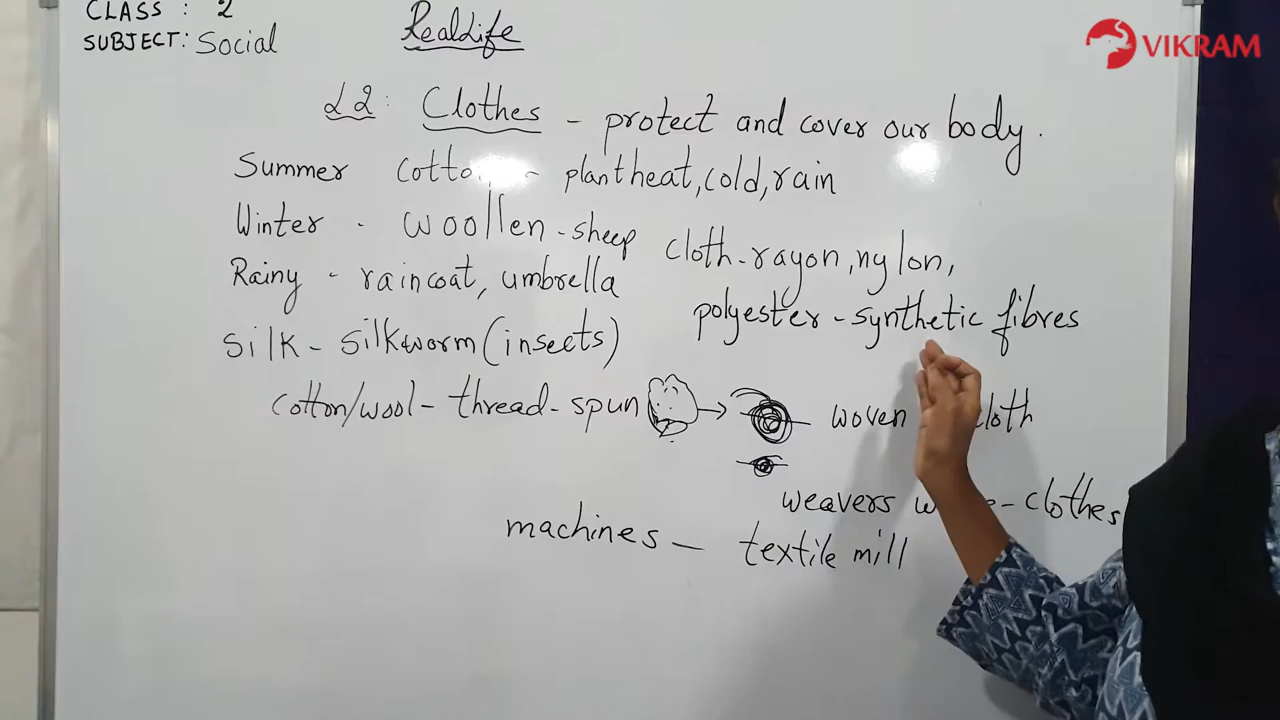 CLASS : 2
SUBJECT: Social
RealLife
VIKRAM
L2: Clothes - protect and cover our body.
Summer cotto - plant heat, cold, rain
Winter - woollen - sheep
cloth - rayon, nylon,
Rainy - raincoat, umbrella
polyester - synthetic fibres
Silk - silkworm (insects)
cotton/wool - thread - spun → woven cloth
weavers - clothes
machines - textile mill